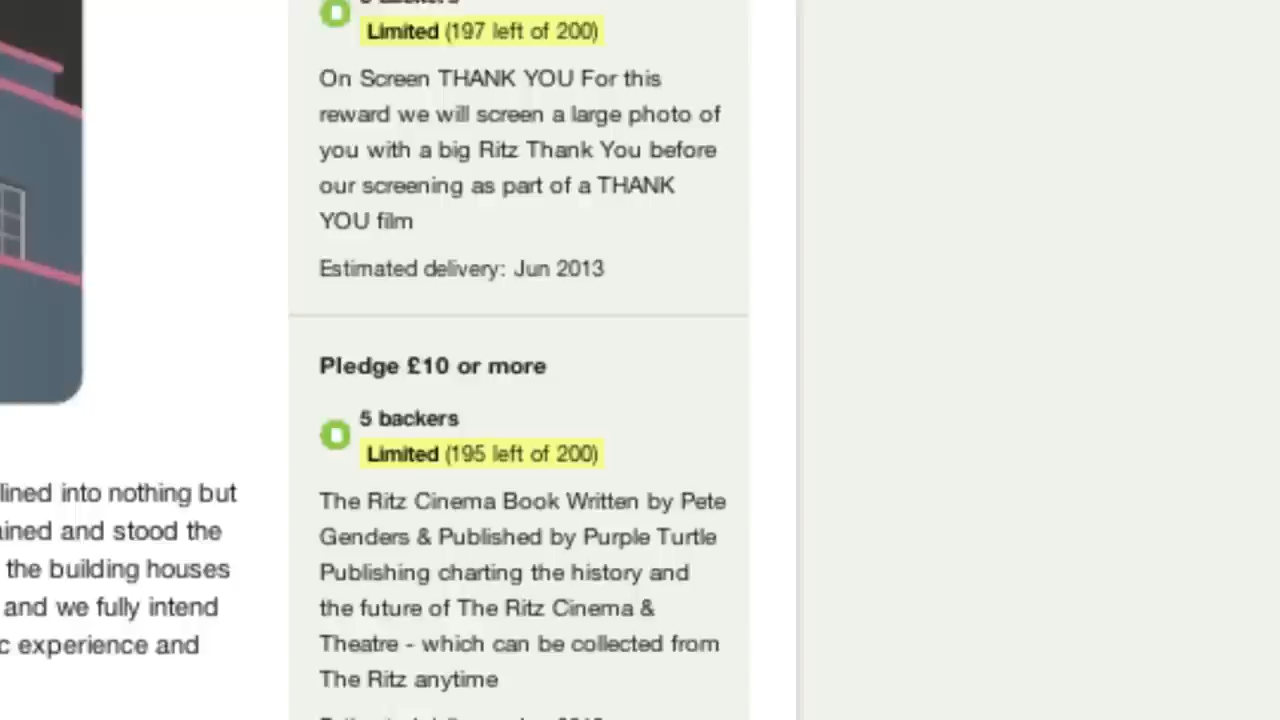 Limited (197 left of 200)
On Screen THANK YOU For this
reward we will screen a large photo of
you with a big Ritz Thank You before
our screening as part of a THANK
YOU film
Estimated delivery: Jun 2013
Pledge £10 or more
5 backers
Limited (195 left of 200)
The Ritz Cinema Book Written by Pete
Genders & Published by Purple Turtle
Publishing charting the history and
the future of The Ritz Cinema &
Theatre - which can be collected from
The Ritz anytime
lined into nothing but
ained and stood the
the building houses
and we fully intend
c experience and